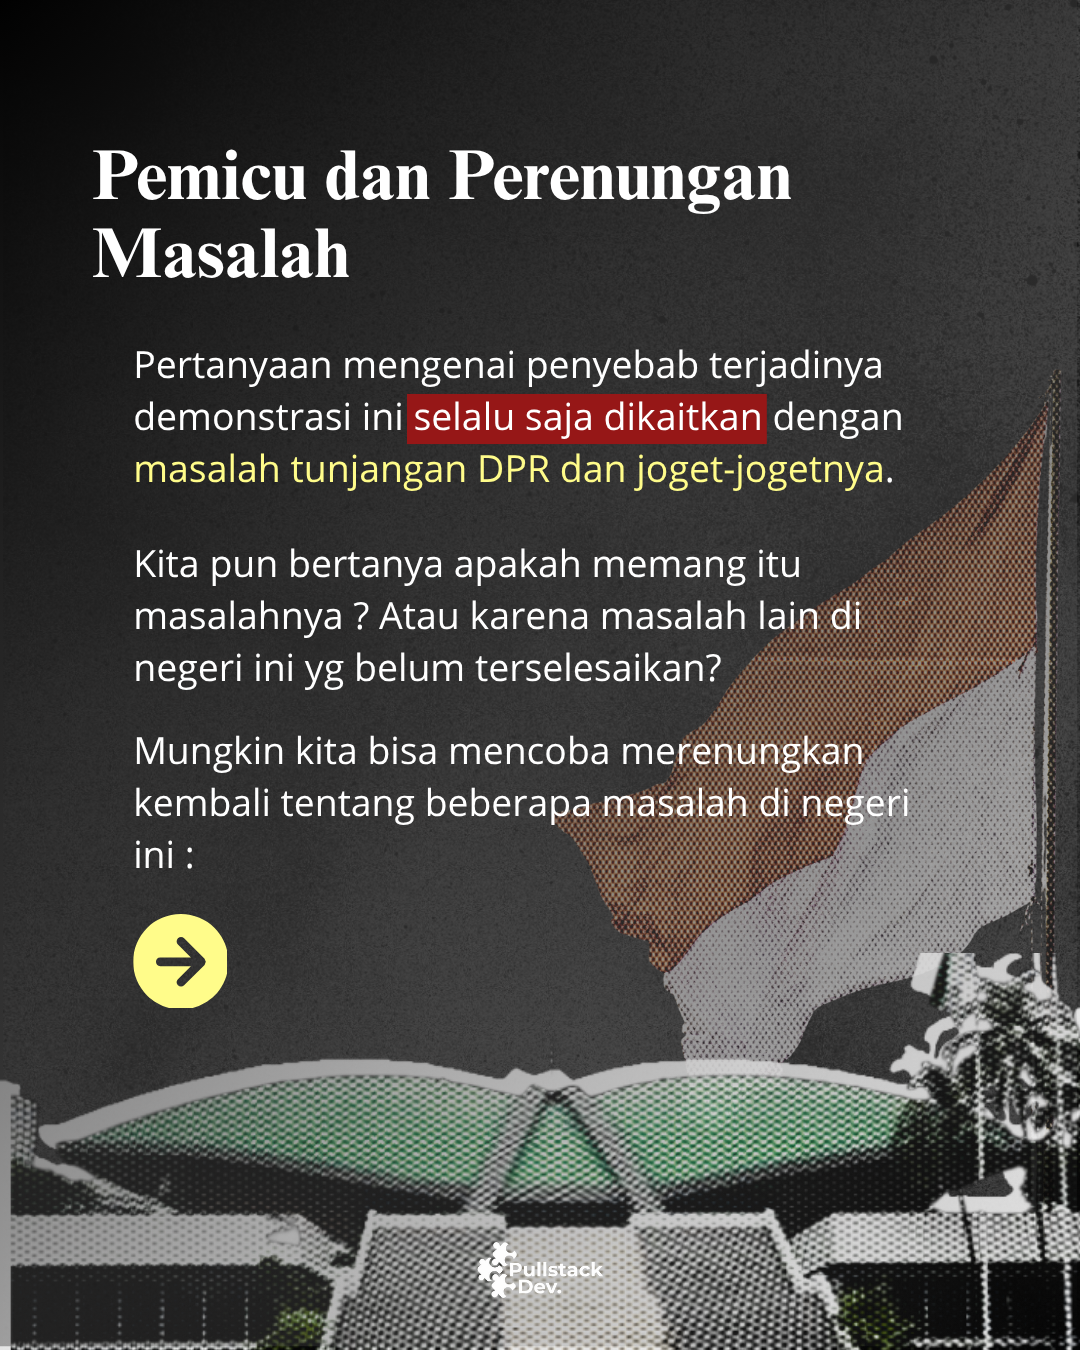 Pemicu dan Perenungan
Masalah
Pertanyaan mengenai penyebab terjadinya
demonstrasi ini selalu saja dikaitkan dengan
masalah tunjangan DPR dan joget-jogetnya.
Kita pun bertanya apakah memang itu
masalahnya ? Atau karena masalah lain di
negeri ini yg belum terselesaikan?
Mungkin kita bisa mencoba merenungkan
kembali tentang beberapa masalah di negeri
ini :
Pullstack
Dev.